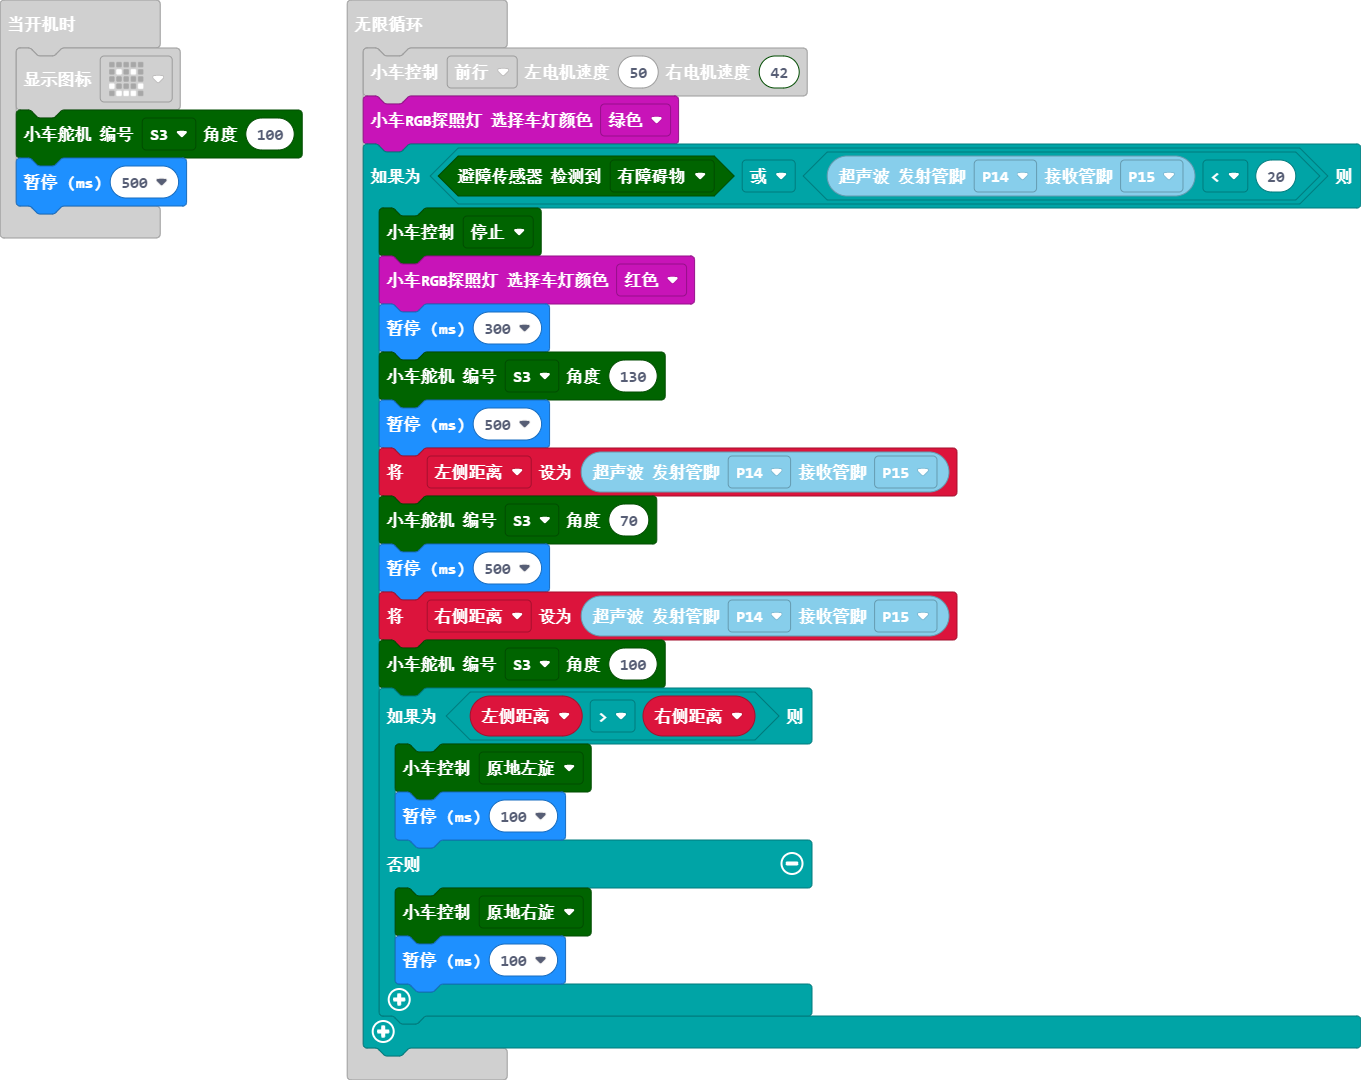 当开机时
显示图标
小车舵机 编号 S3 角度 100
暂停 (ms) 500
无限循环
小车控制 前行 左电机速度 50 右电机速度 42
小车RGB探照灯 选择车灯颜色 绿色
如果为 避障传感器 检测到 有障碍物 或 超声波 发射管脚 P14 接收管脚 P15 < 20 则
小车控制 停止
小车RGB探照灯 选择车灯颜色 红色
暂停 (ms) 300
小车舵机 编号 S3 角度 130
暂停 (ms) 500
将 左侧距离 设为 超声波 发射管脚 P14 接收管脚 P15
小车舵机 编号 S3 角度 70
暂停 (ms) 500
将 右侧距离 设为 超声波 发射管脚 P14 接收管脚 P15
小车舵机 编号 S3 角度 100
如果为 左侧距离 > 右侧距离 则
小车控制 原地左旋
暂停 (ms) 100
否则
小车控制 原地右旋
暂停 (ms) 100